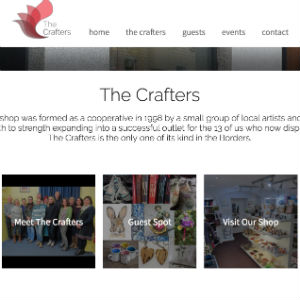 The
Crafters
home the crafters guests events contact
The Crafters
shop was formed as a cooperative in 1998 by a small group of local artists and
h to strength expanding into a successful outlet for the 13 of us who now disp
The Crafters is the only one of its kind in the Borders.
Meet The Crafters Guest Spot Visit Our Shop